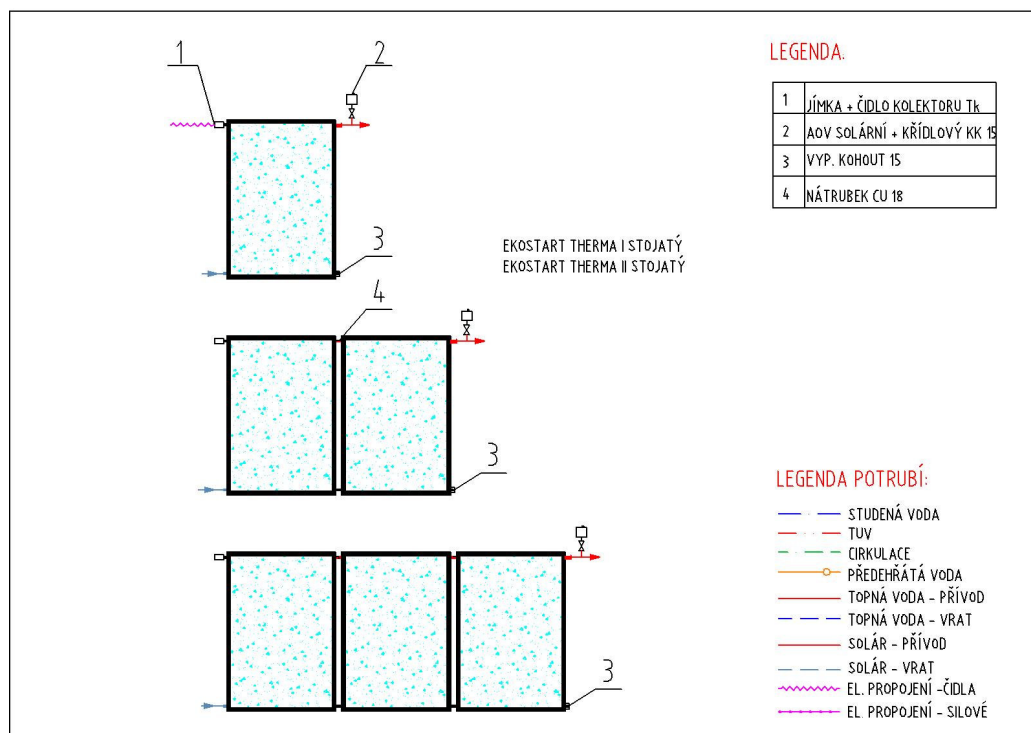 1
2
LEGENDA:
1 JÍMKA + ČIDLO KOLEKTORU Tk
2 AOV SOLÁRNÍ + KŘÍDLOVÝ KK 15
3 VYP. KOHOUT 15
4 NÁTRUBEK CU 18
3
EKOSTART THERMA I STOJATÝ
EKOSTART THERMA II STOJATÝ
4
3
3
LEGENDA POTRUBÍ:
STUDENÁ VODA
TUV
CIRKULACE
PŘEDEHŘÁTÁ VODA
TOPNÁ VODA - PŘÍVOD
TOPNÁ VODA - VRAT
SOLÁR - PŘÍVOD
SOLÁR - VRAT
EL. PROPOJENÍ -ČIDLA
EL. PROPOJENÍ - SILOVÉ